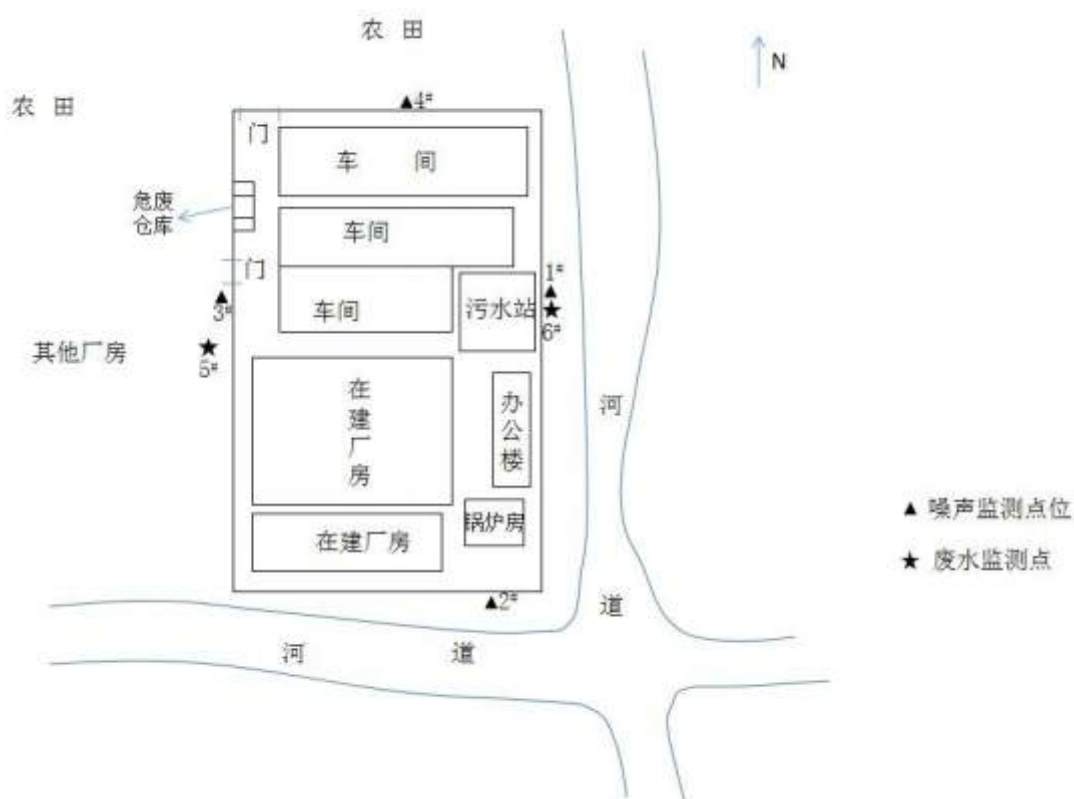 农 田
N
农 田
▲4#
门
车 间
危废
仓库
车间
门
1#
▲
▲
3#
车间
污水站
★
6#
其他厂房
★
5#
在建厂房
办公楼
河
道
▲ 噪声监测点位
锅炉房
在建厂房
★ 废水监测点
▲2#
河 道